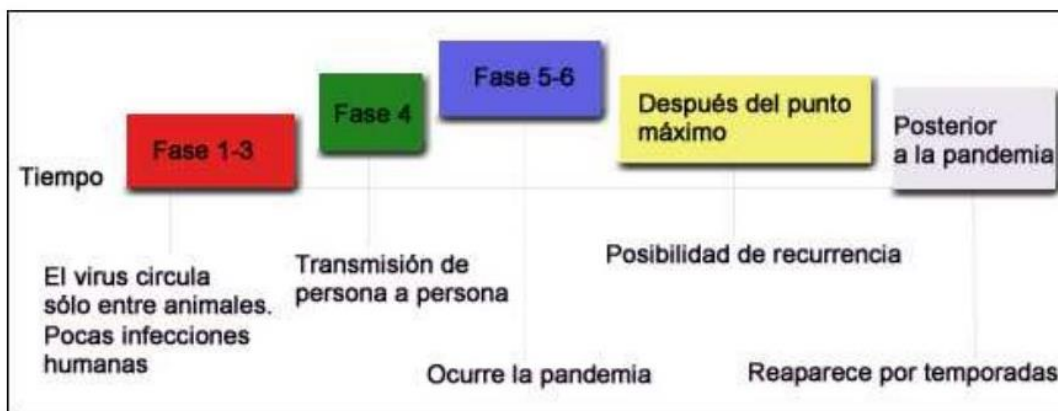 Fase 1-3
Fase 4
Fase 5-6
Después del punto
máximo
Posterior
a la pandemia
Tiempo
El virus circula
sólo entre animales.
Pocas infecciones
humanas
Transmisión de
persona a persona
Ocurre la pandemia
Posibilidad de recurrencia
Reaparece por temporadas